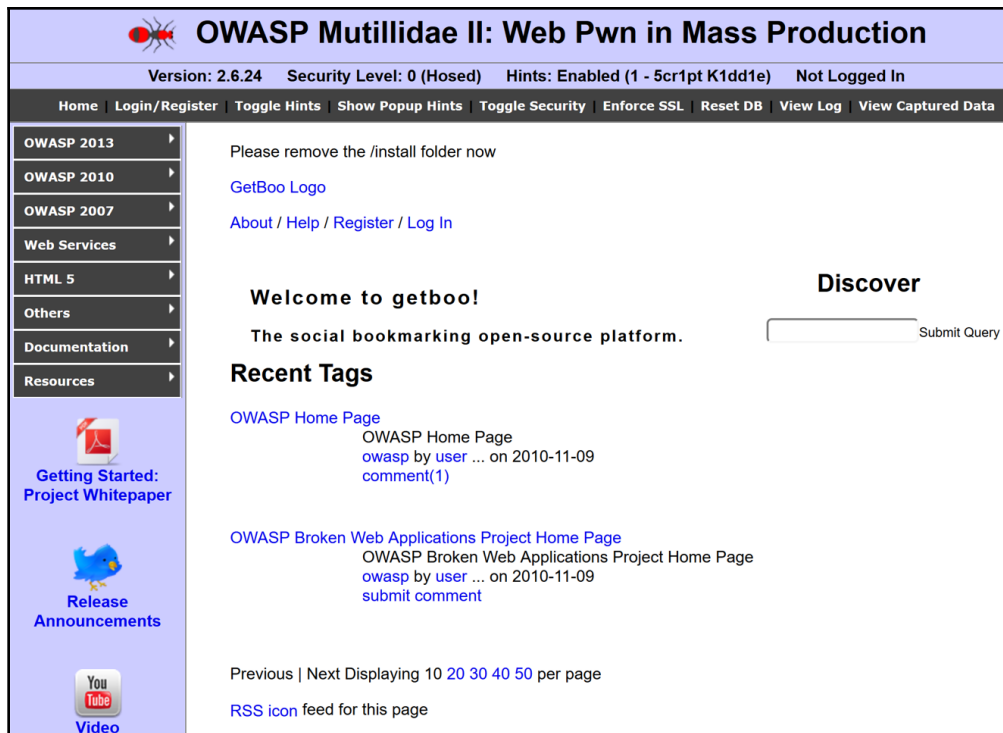 OWASP Mutillidae II: Web Pwn in Mass Production
Version: 2.6.24 Security Level: 0 (Hosed) Hints: Enabled (1 - 5cr1pt K1dd1e) Not Logged In
Home | Login/Register | Toggle Hints | Show Popup Hints | Toggle Security | Enforce SSL | Reset DB | View Log | View Captured Data
OWASP 2013
OWASP 2010
OWASP 2007
Web Services
HTML 5
Others
Documentation
Resources
Getting Started:
Project Whitepaper
Release
Announcements
You
Tube
Video
Please remove the /install folder now
GetBoo Logo
About / Help / Register / Log In
Welcome to getboo!
The social bookmarking open-source platform.
Discover
Submit Query
Recent Tags
OWASP Home Page
OWASP Home Page
owasp by user ... on 2010-11-09
comment(1)
OWASP Broken Web Applications Project Home Page
OWASP Broken Web Applications Project Home Page
owasp by user ... on 2010-11-09
submit comment
Previous | Next Displaying 10 20 30 40 50 per page
RSS icon feed for this page